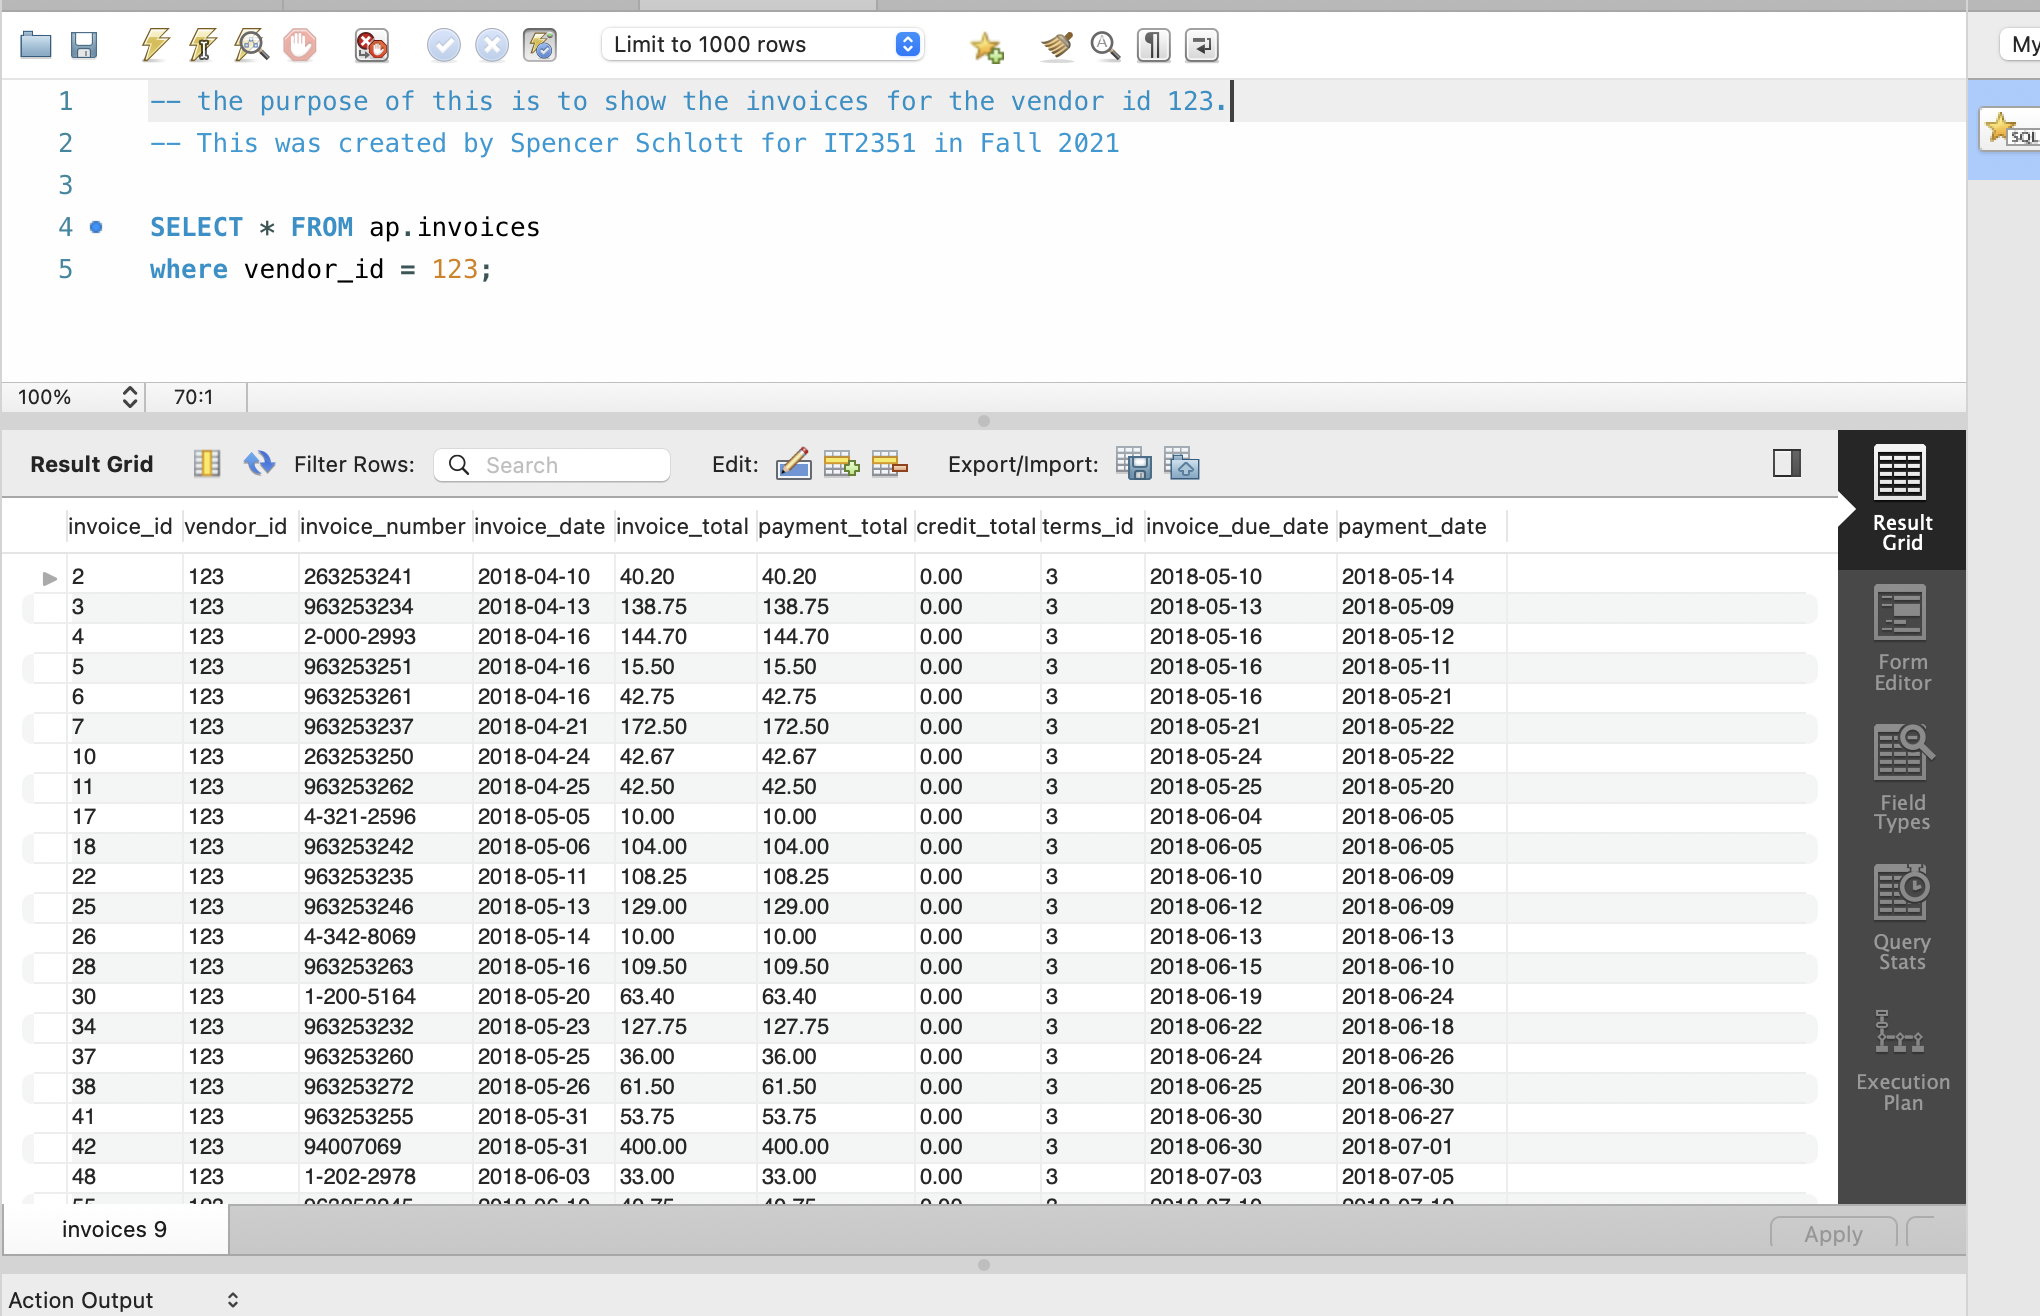 Limit to 1000 rows
My
1 -- the purpose of this is to show the invoices for the vendor id 123.
SQL
2 -- This was created by Spencer Schlott for IT2351 in Fall 2021
3
4 SELECT * FROM ap.invoices
5 where vendor_id = 123;
100% 70:1
Result Grid Filter Rows: Search Edit: Export/Import:
invoice_id vendor_id invoice_number invoice_date invoice_total payment_total credit_total terms_id invoice_due_date payment_date
2 123 263253241 2018-04-10 40.20 40.20 0.00 3 2018-05-10 2018-05-14
3 123 963253234 2018-04-13 138.75 138.75 0.00 3 2018-05-13 2018-05-09
4 123 2-000-2993 2018-04-16 144.70 144.70 0.00 3 2018-05-16 2018-05-12
5 123 963253251 2018-04-16 15.50 15.50 0.00 3 2018-05-16 2018-05-11
6 123 963253261 2018-04-16 42.75 42.75 0.00 3 2018-05-16 2018-05-21
7 123 963253237 2018-04-21 172.50 172.50 0.00 3 2018-05-21 2018-05-22
10 123 263253250 2018-04-24 42.67 42.67 0.00 3 2018-05-24 2018-05-22
11 123 963253262 2018-04-25 42.50 42.50 0.00 3 2018-05-25 2018-05-20
17 123 4-321-2596 2018-05-05 10.00 10.00 0.00 3 2018-06-04 2018-06-05
18 123 963253242 2018-05-06 104.00 104.00 0.00 3 2018-06-05 2018-06-05
22 123 963253235 2018-05-11 108.25 108.25 0.00 3 2018-06-10 2018-06-09
25 123 963253246 2018-05-13 129.00 129.00 0.00 3 2018-06-12 2018-06-09
26 123 4-342-8069 2018-05-14 10.00 10.00 0.00 3 2018-06-13 2018-06-13
28 123 963253263 2018-05-16 109.50 109.50 0.00 3 2018-06-15 2018-06-10
30 123 1-200-5164 2018-05-20 63.40 63.40 0.00 3 2018-06-19 2018-06-24
34 123 963253232 2018-05-23 127.75 127.75 0.00 3 2018-06-22 2018-06-18
37 123 963253260 2018-05-25 36.00 36.00 0.00 3 2018-06-24 2018-06-26
38 123 963253272 2018-05-26 61.50 61.50 0.00 3 2018-06-25 2018-06-30
41 123 963253255 2018-05-31 53.75 53.75 0.00 3 2018-06-30 2018-06-27
42 123 94007069 2018-05-31 400.00 400.00 0.00 3 2018-06-30 2018-07-01
48 123 1-202-2978 2018-06-03 33.00 33.00 0.00 3 2018-07-03 2018-07-05
Result
Grid
Form
Editor
Field
Types
Query
Stats
Execution
Plan
invoices 9
Apply
Action Output